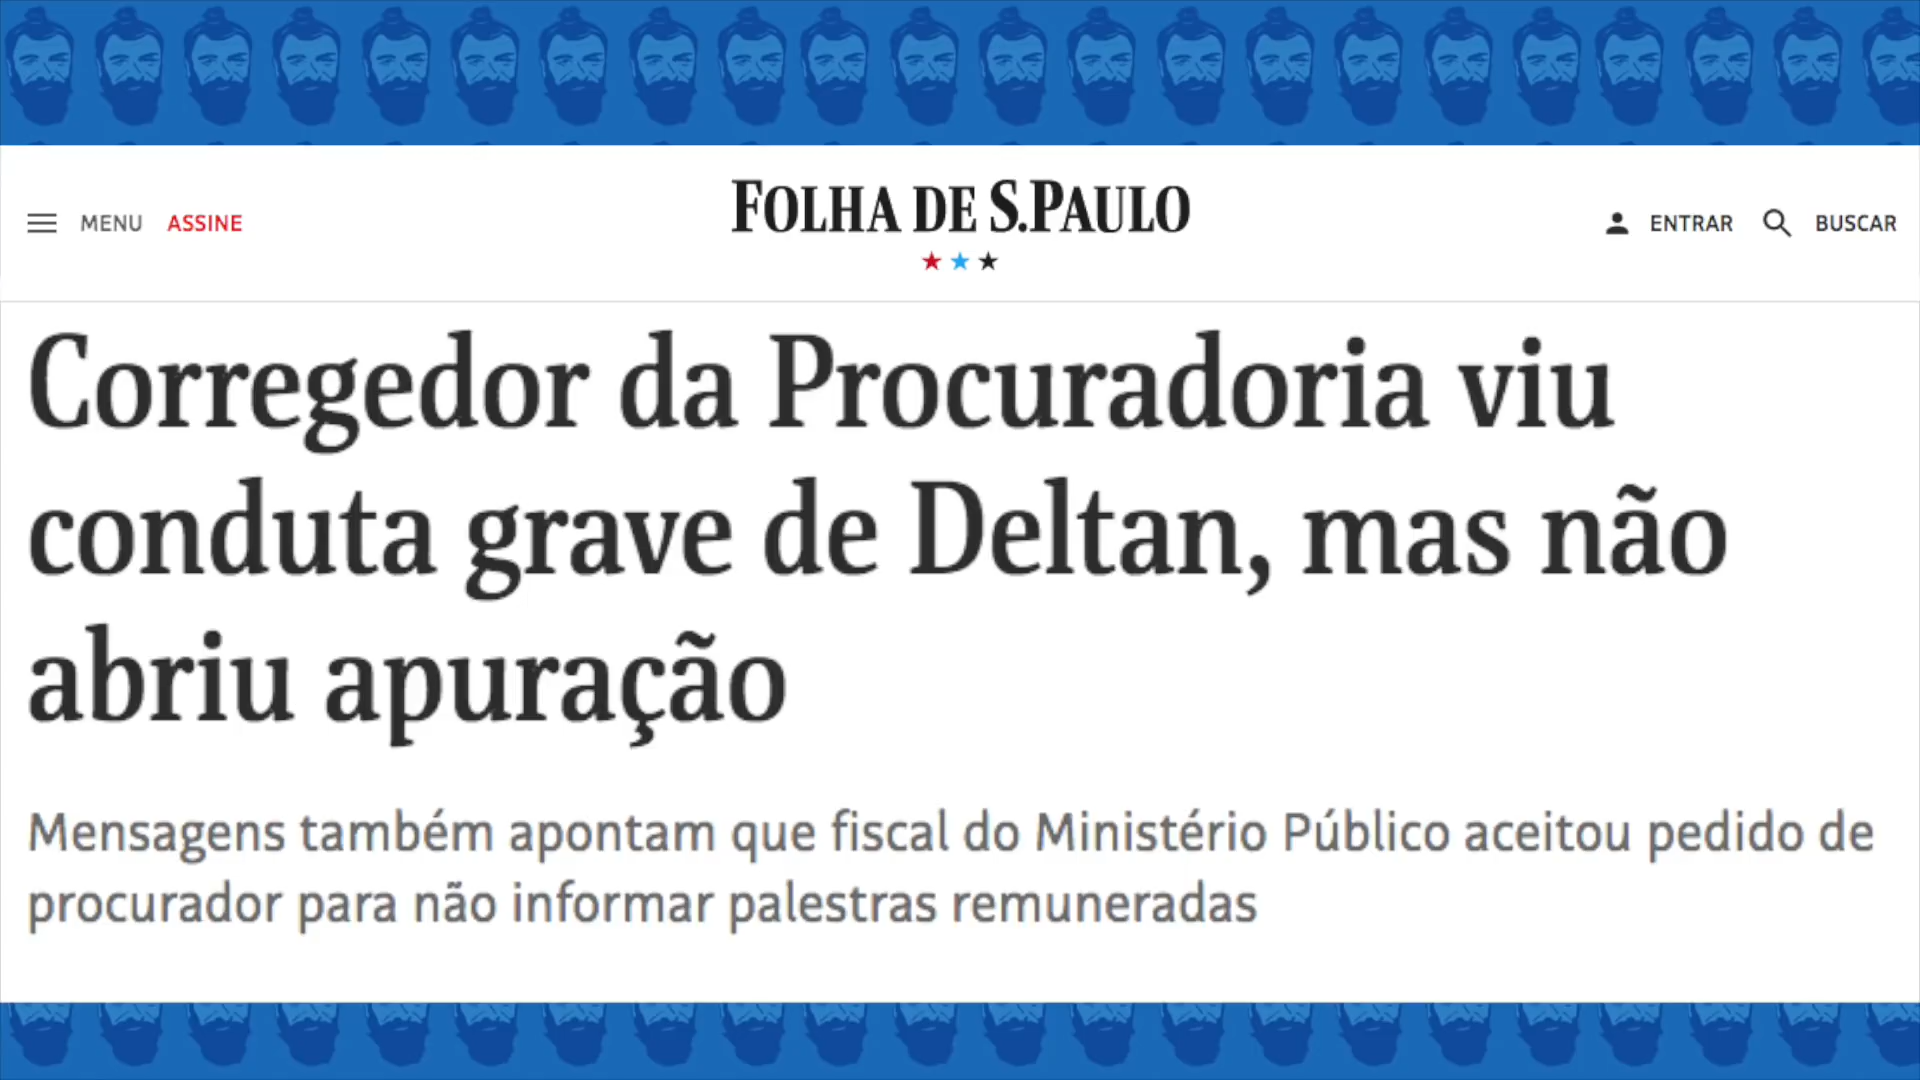 MENU ASSINE FOLHA DE S.PAULO ENTRAR BUSCAR
Corregedor da Procuradoria viu
conduta grave de Deltan, mas não
abriu apuração
Mensagens também apontam que fiscal do Ministério Público aceitou pedido de
procurador para não informar palestras remuneradas